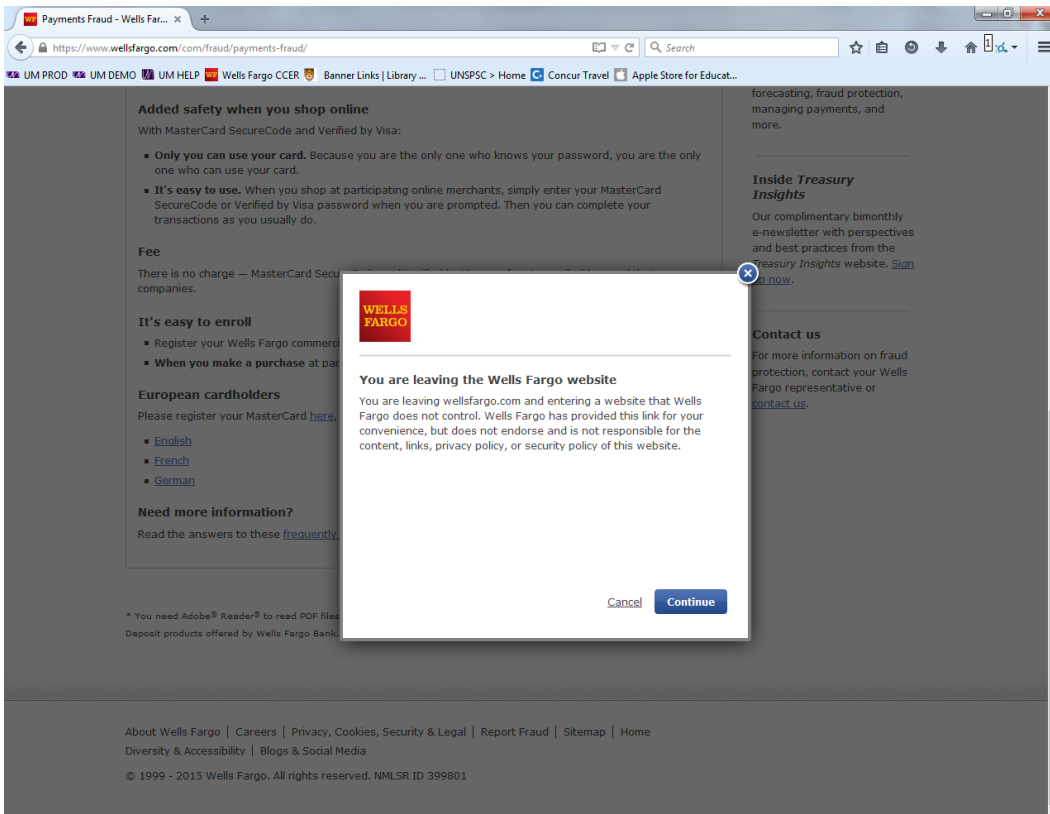 Payments Fraud - Wells Far...
https://www.wellsfargo.com/com/fraud/payments-fraud/
Search
1
UM PROD
UM DEMO
UM HELP
Wells Fargo CCER
Banner Links | Library ...
UNSPSC > Home
Concur Travel
Apple Store for Educat...
Added safety when you shop online
With MasterCard SecureCode and Verified by Visa:
Only you can use your card. Because you are the only one who knows your password, you are the only
one who can use your card.
It's easy to use. When you shop at participating online merchants, simply enter your MasterCard
SecureCode or Verified by Visa password when you are prompted. Then you can complete your
transactions as you usually do.
Fee
There is no charge — MasterCard
companies.
It's easy to enroll
Register your Wells Fargo
When you make a purchase at
European cardholders
Please register your MasterCard here,
English
French
German
Need more information?
Read the answers to these frequently
* You need Adobe® Reader® to read PDF files
Deposit products offered by Wells Fargo Bank,
WELLS
FARGO
You are leaving the Wells Fargo website
You are leaving wellsfargo.com and entering a website that Wells
Fargo does not control. Wells Fargo has provided this link for your
convenience, but does not endorse and is not responsible for the
content, links, privacy policy, or security policy of this website.
Cancel
Continue
forecasting, fraud protection,
managing payments, and
more.
Inside Treasury
Insights
Our complimentary bimonthly
e-newsletter with perspectives
and best practices from the
Treasury Insights website. Sign
up now.
Contact us
For more information on fraud
protection, contact your Wells
Fargo representative or
contact us.
About Wells Fargo | Careers | Privacy, Cookies, Security & Legal | Report Fraud | Sitemap | Home
Diversity & Accessibility | Blogs & Social Media
© 1999 - 2015 Wells Fargo. All rights reserved. NMLSR ID 399801